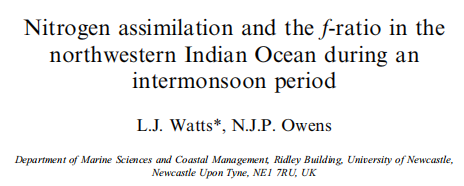 Nitrogen assimilation and the f-ratio in the
northwestern Indian Ocean during an
intermonsoon period
L.J. Watts*, N.J.P. Owens
Department of Marine Sciences and Coastal Management, Ridley Building, University of Newcastle,
Newcastle Upon Tyne, NE1 7RU, UK